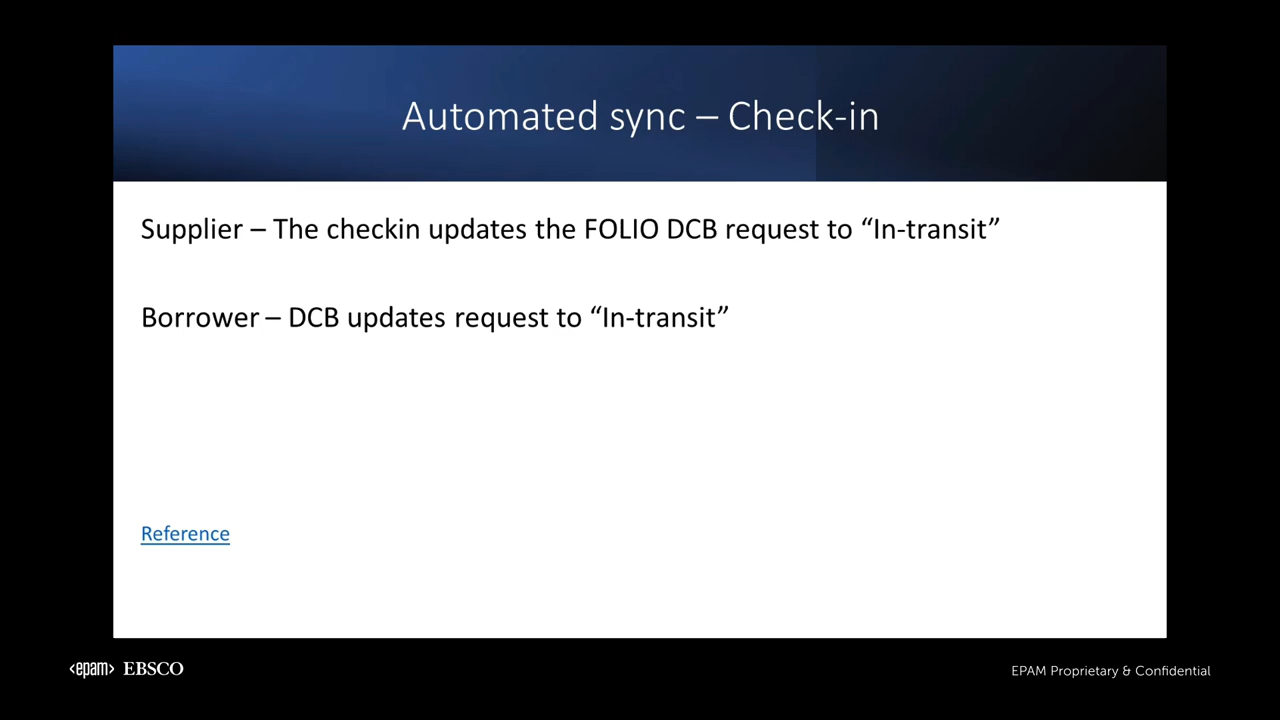 Automated sync – Check-in
Supplier – The checkin updates the FOLIO DCB request to “In-transit”
Borrower – DCB updates request to “In-transit”
Reference
<epam> EBSCO
EPAM Proprietary & Confidential